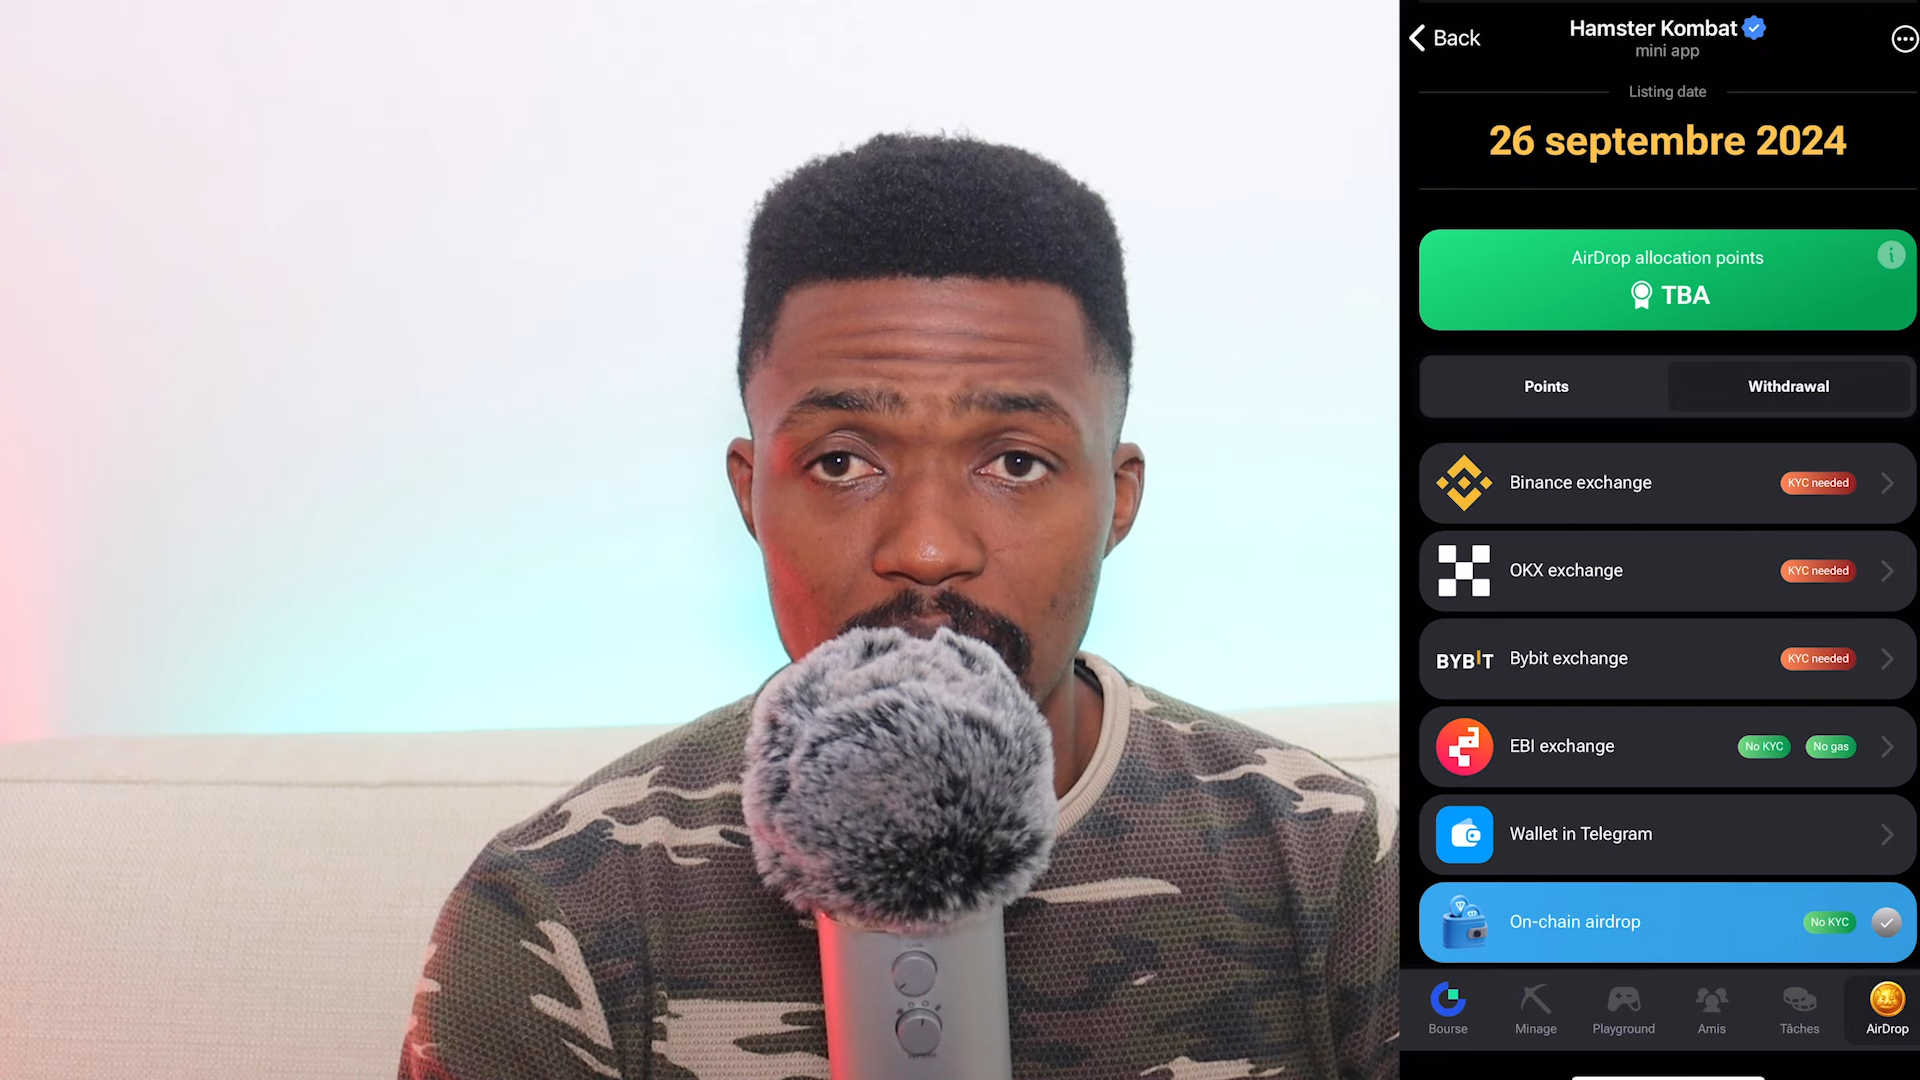 Back
Hamster Kombat
mini app
Listing date
26 septembre 2024
AirDrop allocation points
TBA
Points
Withdrawal
Binance exchange
KYC needed
OKX exchange
KYC needed
BYBIT
Bybit exchange
KYC needed
EBI exchange
No KYC
No gas
Wallet in Telegram
On-chain airdrop
No KYC
Bourse
Minage
Playground
Amis
Tâches
AirDrop